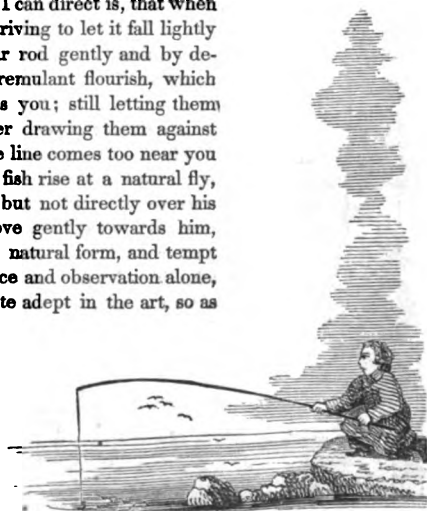 I can direct is, that when
riving to let it fall lightly
r rod gently and by de-
remulant flourish, which
s you; still letting them
er drawing them against
e line comes too near you
fish rise at a natural fly,
but not directly over his
ove gently towards him,
natural form, and tempt
ce and observation alone,
te adept in the art, so as